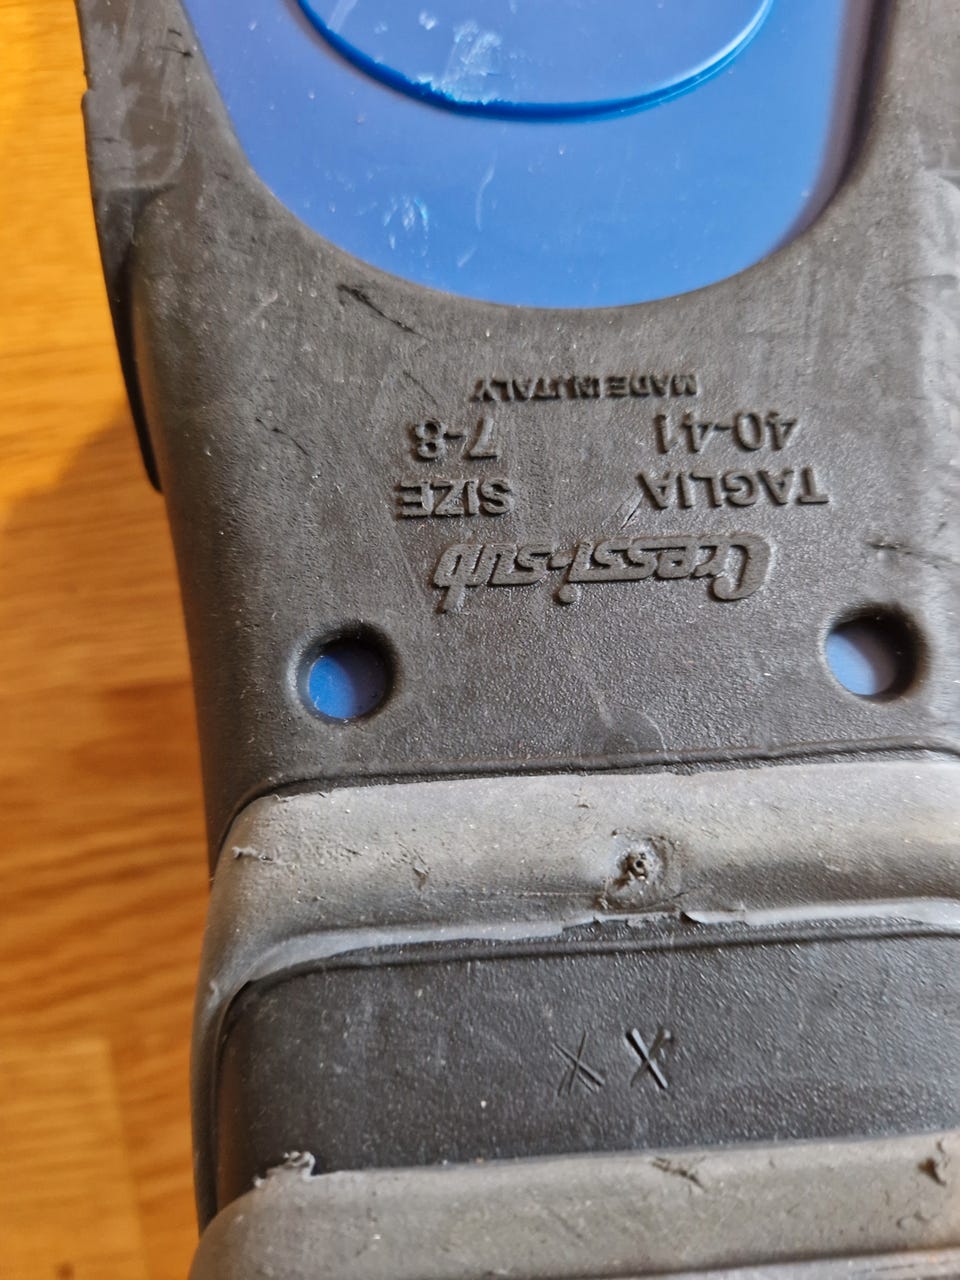 Cressi-sub
TAGLIA SIZE
40-41 7-8
MADE IN ITALY
X X